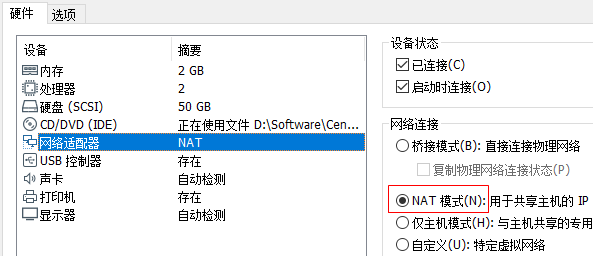 硬件 选项
设备 摘要
内存 2 GB
处理器 2
硬盘 (SCSI) 50 GB
CD/DVD (IDE) 正在使用文件 D:\Software\Cen...
网络适配器 NAT
USB 控制器 存在
声卡 自动检测
打印机 存在
显示器 自动检测
设备状态
已连接(C)
启动时连接(O)
网络连接
桥接模式(B): 直接连接物理网络
复制物理网络连接状态(P)
NAT 模式(N): 用于共享主机的 IP
仅主机模式(H): 与主机共享的专用
自定义(U): 特定虚拟网络